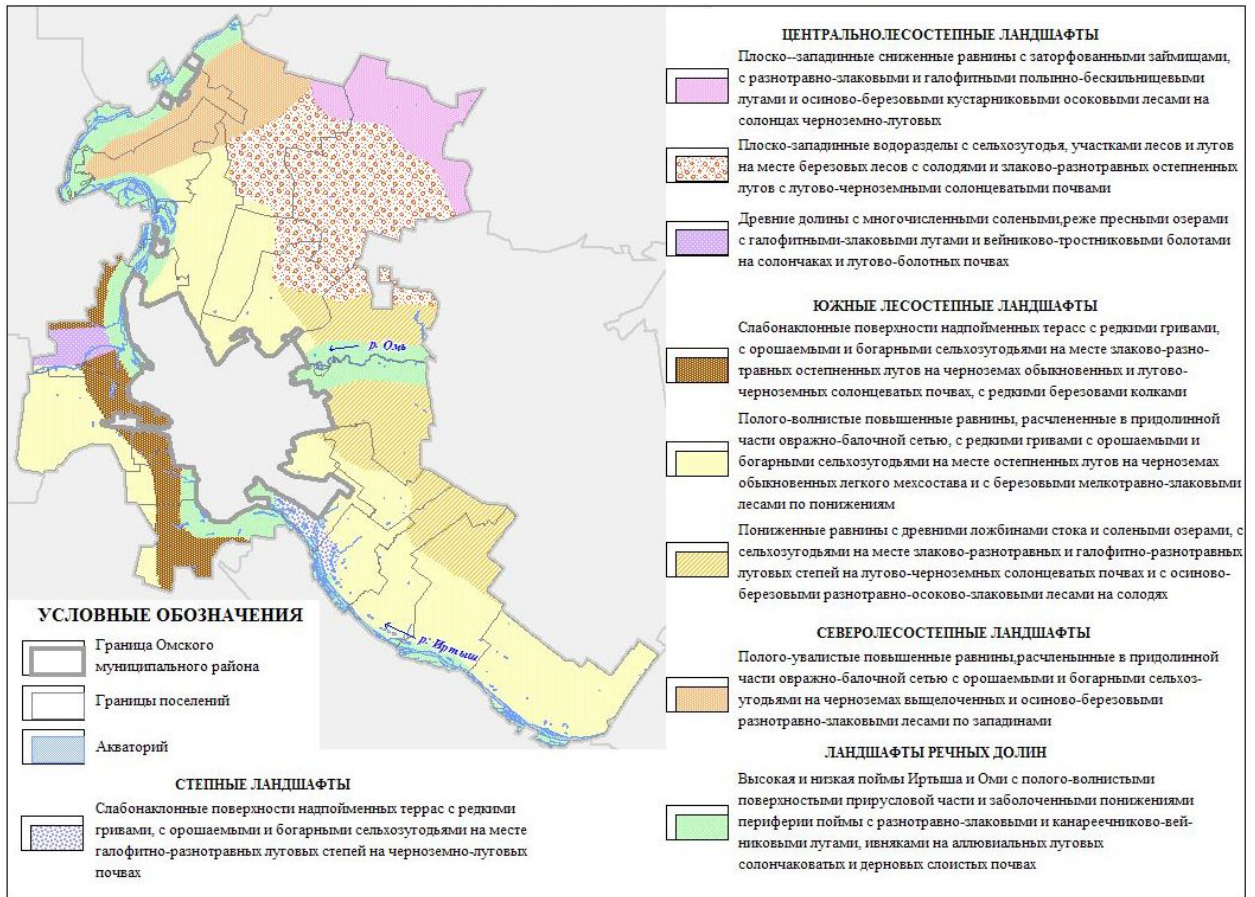 р. Омь
р. Иртыш
УСЛОВНЫЕ ОБОЗНАЧЕНИЯ
Граница Омского
муниципального района
Границы поселений
Акваторий
СТЕПНЫЕ ЛАНДШАФТЫ
Слабонаклонные поверхности надпойменных террас с редкими
гривами, с орошаемыми и богарными сельхозугодьями на месте
галофитно-разнотравных луговых степей на черноземно-луговых
почвах
ЦЕНТРАЛЬНОЛЕСОСТЕПНЫЕ ЛАНДШАФТЫ
Плоско--западинные сниженные равнины с заторфованными займищами,
с разнотравно-злаковыми и галофитными полынно-бескильницевыми
лугами и осиново-березовыми кустарниковыми осоковыми лесами на
солонцах черноземно-луговых
Плоско-западинные водоразделы с сельхозугодья, участками лесов и лугов
на месте березовых лесов с солодями и злаково-разнотравных остепненных
лугов с лугово-черноземными солонцеватыми почвами
Древние долины с многочисленными солеными,реже пресными озерами
с галофитными-злаковыми лугами и вейниково-тростниковыми болотами
на солончаках и лугово-болотных почвах
ЮЖНЫЕ ЛЕСОСТЕПНЫЕ ЛАНДШАФТЫ
Слабонаклонные поверхности надпойменных террас с редкими гривами,
с орошаемыми и богарными сельхозугодьями на месте злаково-разно-
травных остепненных лугов на черноземах обыкновенных и лугово-
черноземных солонцеватых почвах, с редкими березовами колками
Полого-волнистые повышенные равнины, расчлененные в придолинной
части овражно-балочной сетью, с редкими гривами с орошаемыми и
богарными сельхозугодьями на месте остепненных лугов на черноземах
обыкновенных легкого мехсостава и с березовыми мелкотравно-злаковыми
лесами по понижениям
Пониженные равнины с древними ложбинами стока и солеными озерами, с
сельхозугодьями на месте злаково-разнотравных и галофитно-разнотравных
луговых степей на лугово-черноземных солонцеватых почвах и с осиново-
березовыми разнотравно-осоково-злаковыми лесами на солодях
СЕВЕРОЛЕСОСТЕПНЫЕ ЛАНДШАФТЫ
Полого-увалистые повышенные равнины,расчленынные в придолинной
части овражно-балочной сетью с орошаемыми и богарными сельхоз-
угодьями на черноземах выщелоченных и осиново-березовыми
разнотравно-злаковыми лесами по западинами
ЛАНДШАФТЫ РЕЧНЫХ ДОЛИН
Высокая и низкая поймы Иртыша и Оми с полого-волнистыми
поверхностыми прирусловой части и заболоченными понижениями
периферии поймы с разнотравно-злаковыми и канареечниково-вей-
никовыми лугами, ивняками на аллювиальных луговых
солончаковатых и дерновых слоистых почвах